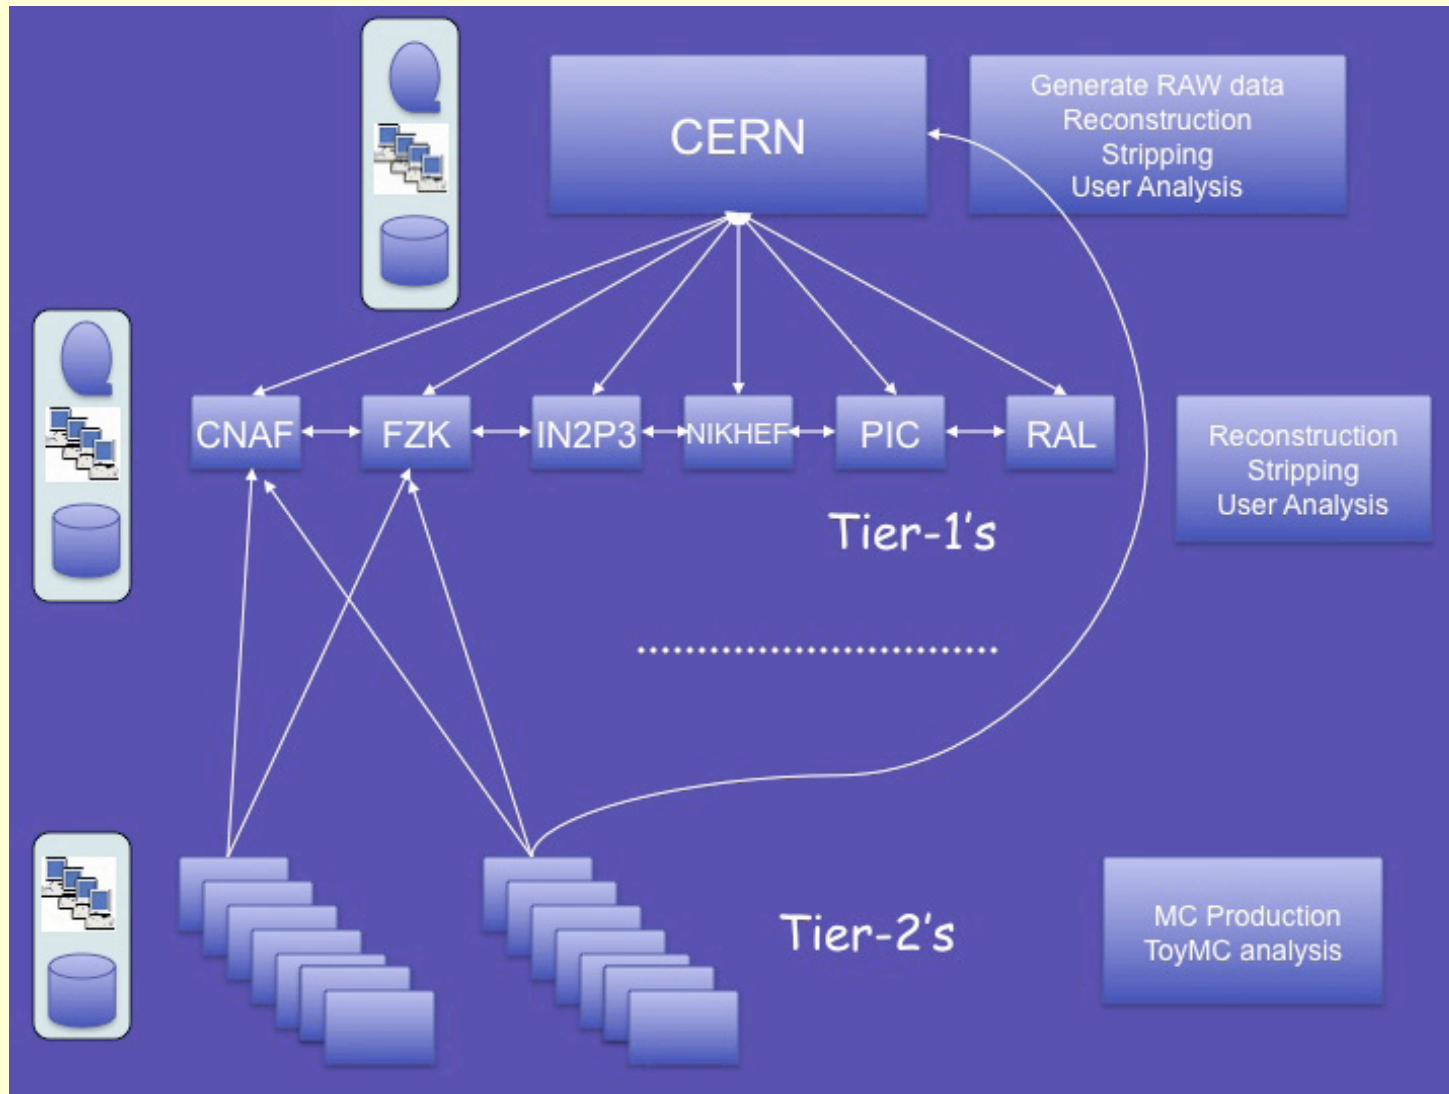 CERN
Generate RAW data
Reconstruction
Stripping
User Analysis
CNAF
FZK
IN2P3
NIKHEF
PIC
RAL
Reconstruction
Stripping
User Analysis
Tier-1's
Tier-2's
MC Production
ToyMC analysis